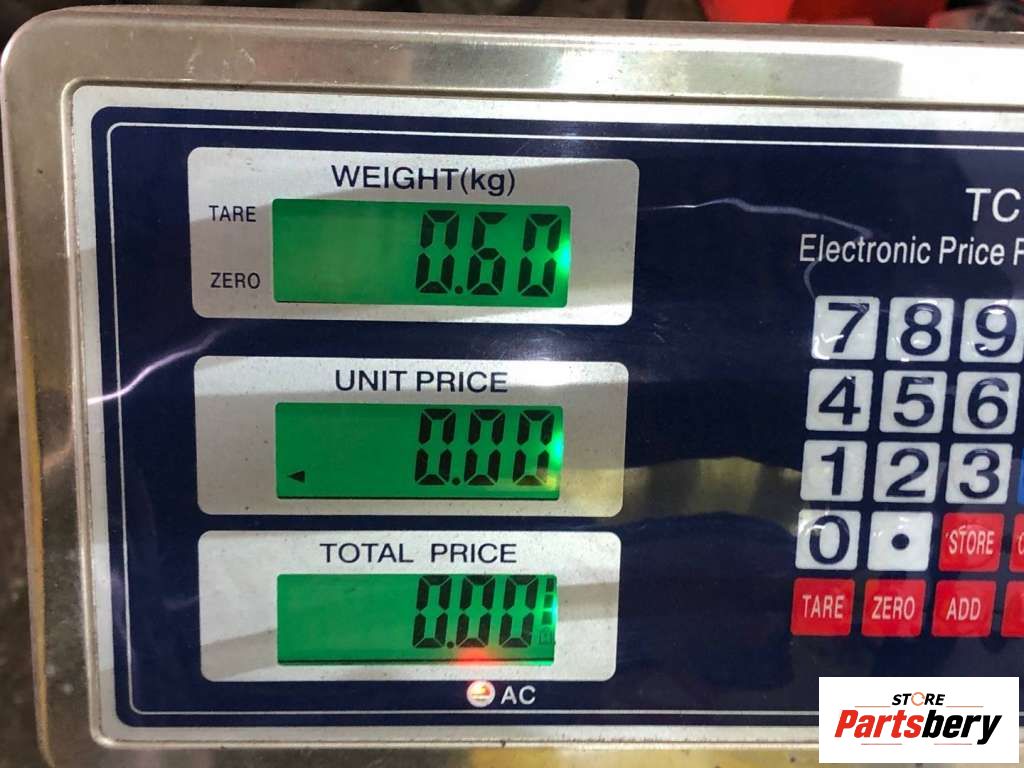 WEIGHT(kg)
TARE
0.60
ZERO
TC
Electronic Price
UNIT PRICE
0.00
TOTAL PRICE
0.00
AC
7 8 9
4 5 6
1 2 3
0 . STORE
TARE ZERO ADD
STORE
Partsbery